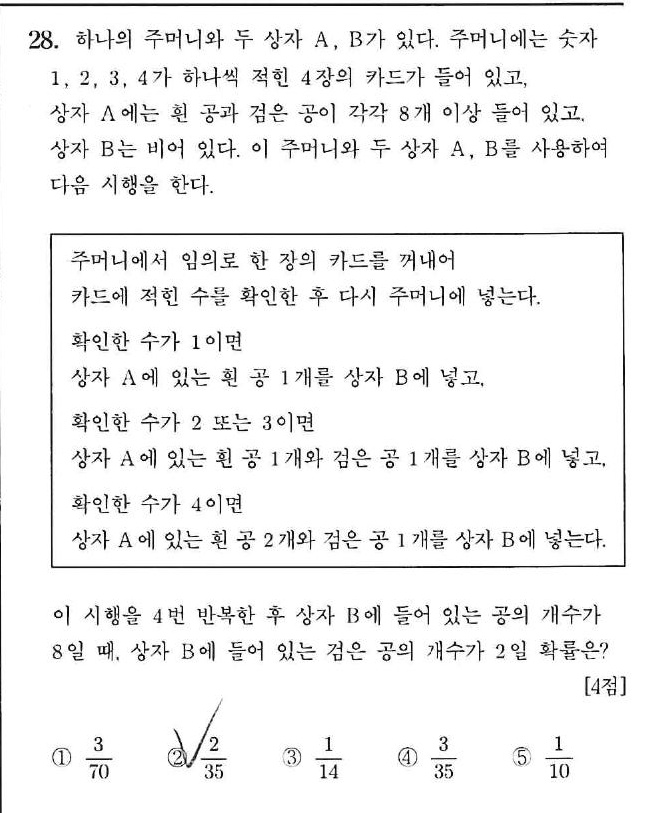 28. 하나의 주머니와 두 상자 A, B가 있다. 주머니에는 숫자
1, 2, 3, 4가 하나씩 적힌 4장의 카드가 들어 있고,
상자 A에는 흰 공과 검은 공이 각각 8개 이상 들어 있고,
상자 B는 비어 있다. 이 주머니와 두 상자 A, B를 사용하여
다음 시행을 한다.
주머니에서 임의로 한 장의 카드를 꺼내어
카드에 적힌 수를 확인한 후 다시 주머니에 넣는다.
확인한 수가 1이면
상자 A에 있는 흰 공 1개를 상자 B에 넣고,
확인한 수가 2 또는 3이면
상자 A에 있는 흰 공 1개와 검은 공 1개를 상자 B에 넣고,
확인한 수가 4이면
상자 A에 있는 흰 공 2개와 검은 공 1개를 상자 B에 넣는다.
이 시행을 4번 반복한 후 상자 B에 들어 있는 공의 개수가
8일 때, 상자 B에 들어 있는 검은 공의 개수가 2일 확률은?
[4점]
① 3/70 ② 2/35 ③ 1/14 ④ 3/35 ⑤ 1/10